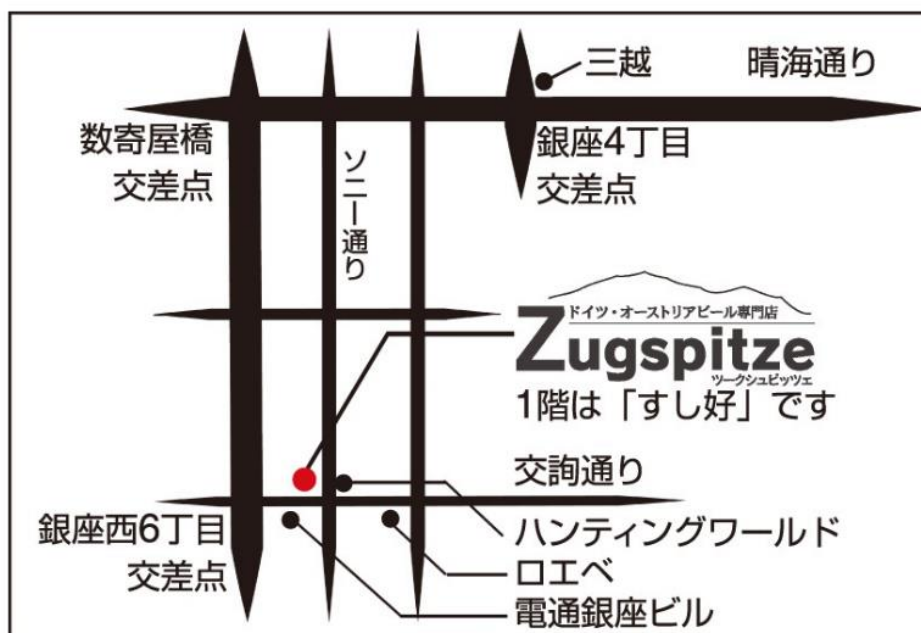 三越
晴海通り
数寄屋橋
交差点
銀座4丁目
交差点
ソニー通り
ドイツ・オーストリアビール専門店
Zugspitze
ツークシュピッツェ
1階は「すし好」です
交詢通り
銀座西6丁目
交差点
ハンティングワールド
ロエベ
電通銀座ビル